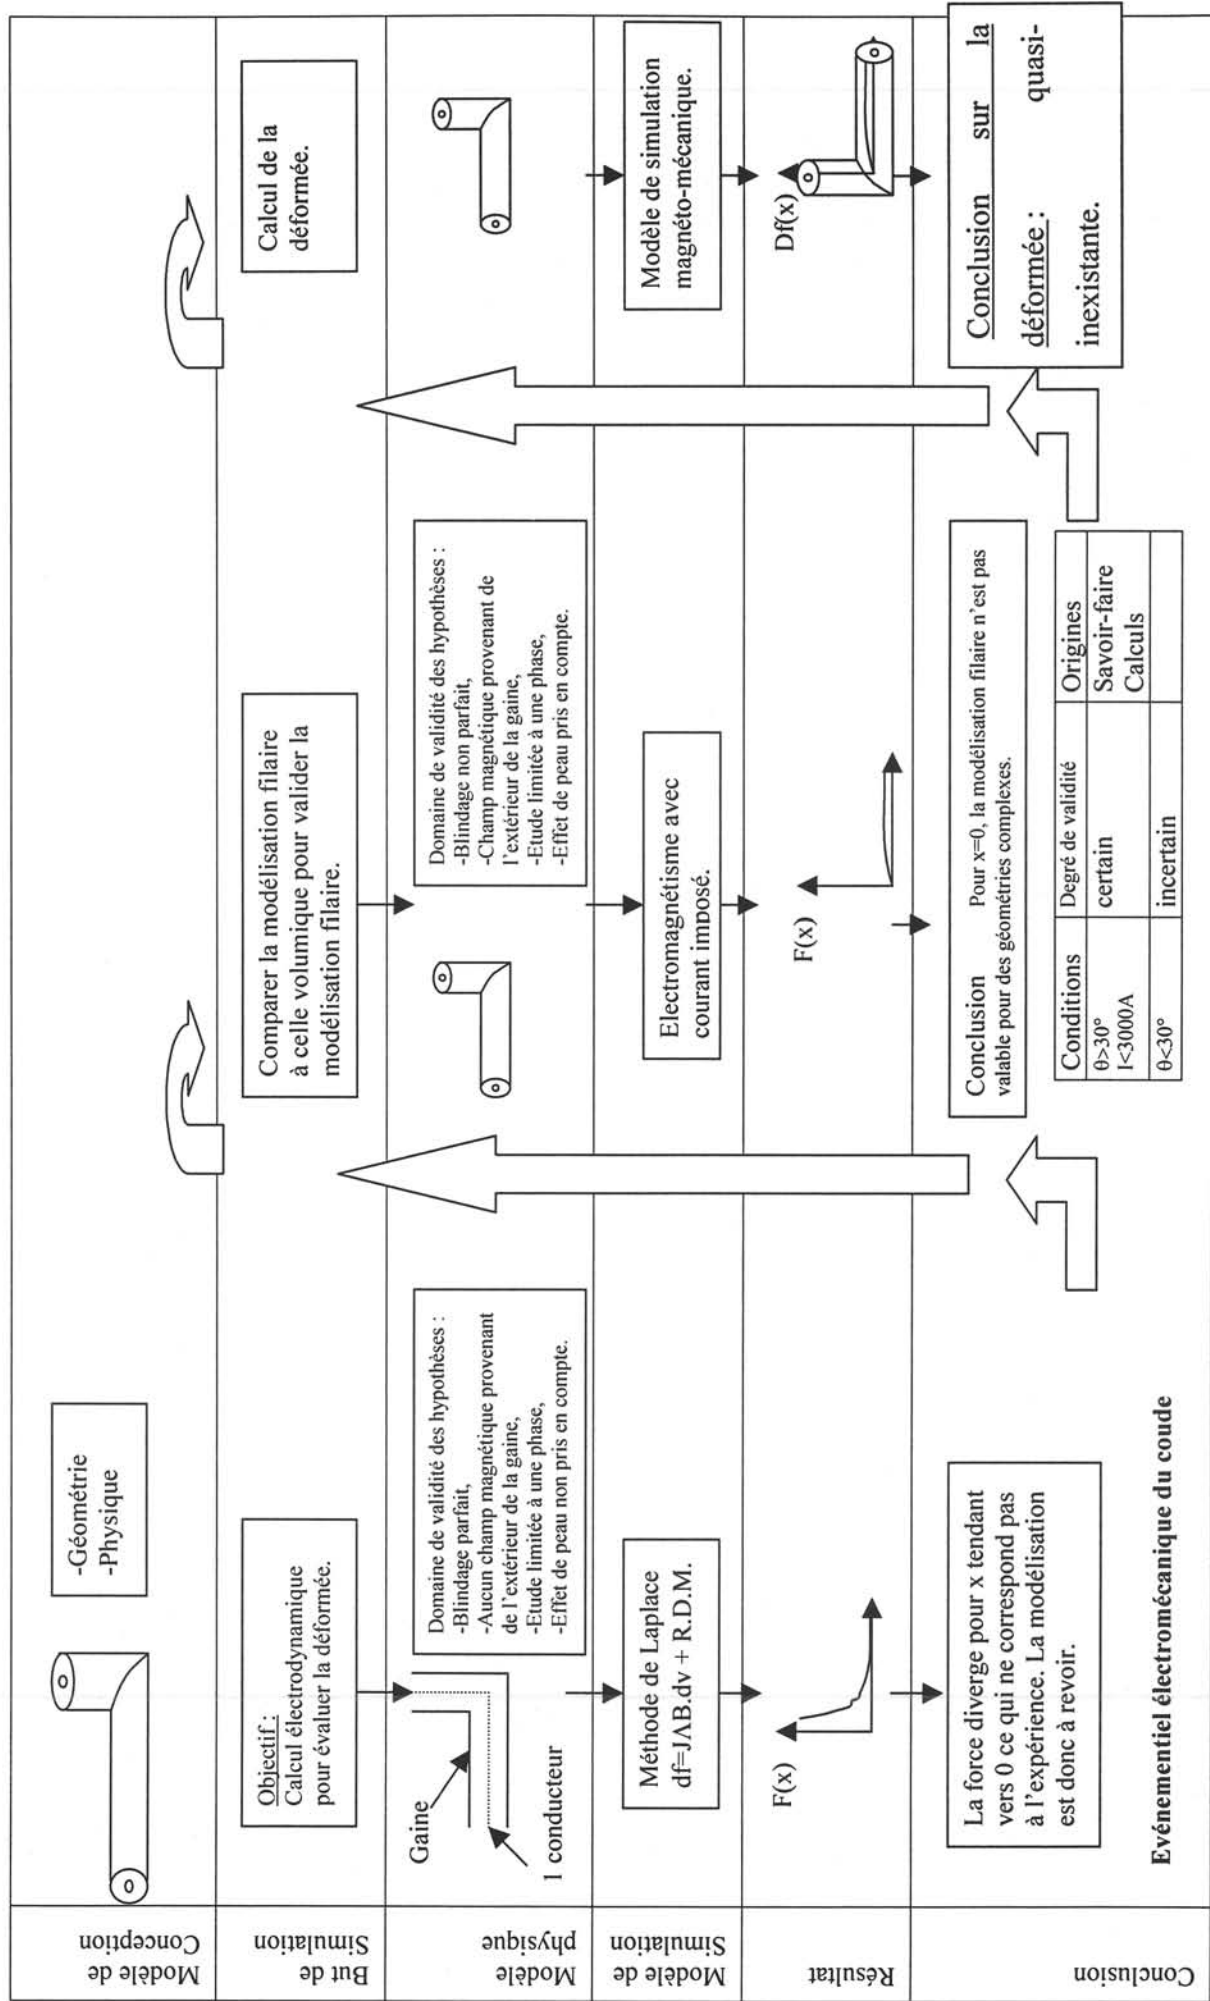 Modèle de
Conception
-Géométrie
-Physique
But de
Simulation
Objectif :
Calcul électrodynamique
pour évaluer la déformée.
Comparer la modélisation filaire
à celle volumique pour valider la
modélisation filaire.
Calcul de la
déformée.
Modèle
physique
Gaine
1 conducteur
Domaine de validité des hypothèses :
-Blindage parfait,
-Aucun champ magnétique provenant
de l'extérieur de la gaine,
-Etude limitée à une phase,
-Effet de peau non pris en compte.
Domaine de validité des hypothèses :
-Blindage non parfait,
-Champ magnétique provenant de
l'extérieur de la gaine,
-Etude limitée à une phase,
-Effet de peau pris en compte.
Modèle de
Simulation
Méthode de Laplace
df=JΛB.dv + R.D.M.
Electromagnétisme avec
courant imposé.
Modèle de simulation
magnéto-mécanique.
Résultat
F(x)
F(x)
Df(x)
Conclusion
La force diverge pour x tendant
vers 0 ce qui ne correspond pas
à l'expérience. La modélisation
est donc à revoir.
Conclusion Pour x=0, la modélisation filaire n'est pas
valable pour des géométries complexes.
Conditions Degré de validité Origines
θ>30° certain Savoir-faire
I<3000A Calculs
θ<30° incertain
Conclusion sur la
déformée : quasi-
inexistante.
Evénementiel électromécanique du coude